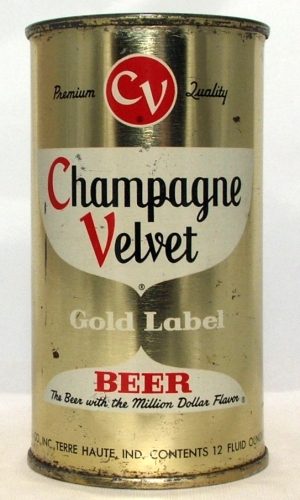 Premium CV Quality
Champagne
Velvet
®
Gold Label
BEER
The Beer with the Million Dollar Flavor ®
CO., INC., TERRE HAUTE, IND. CONTENTS 12 FLUID